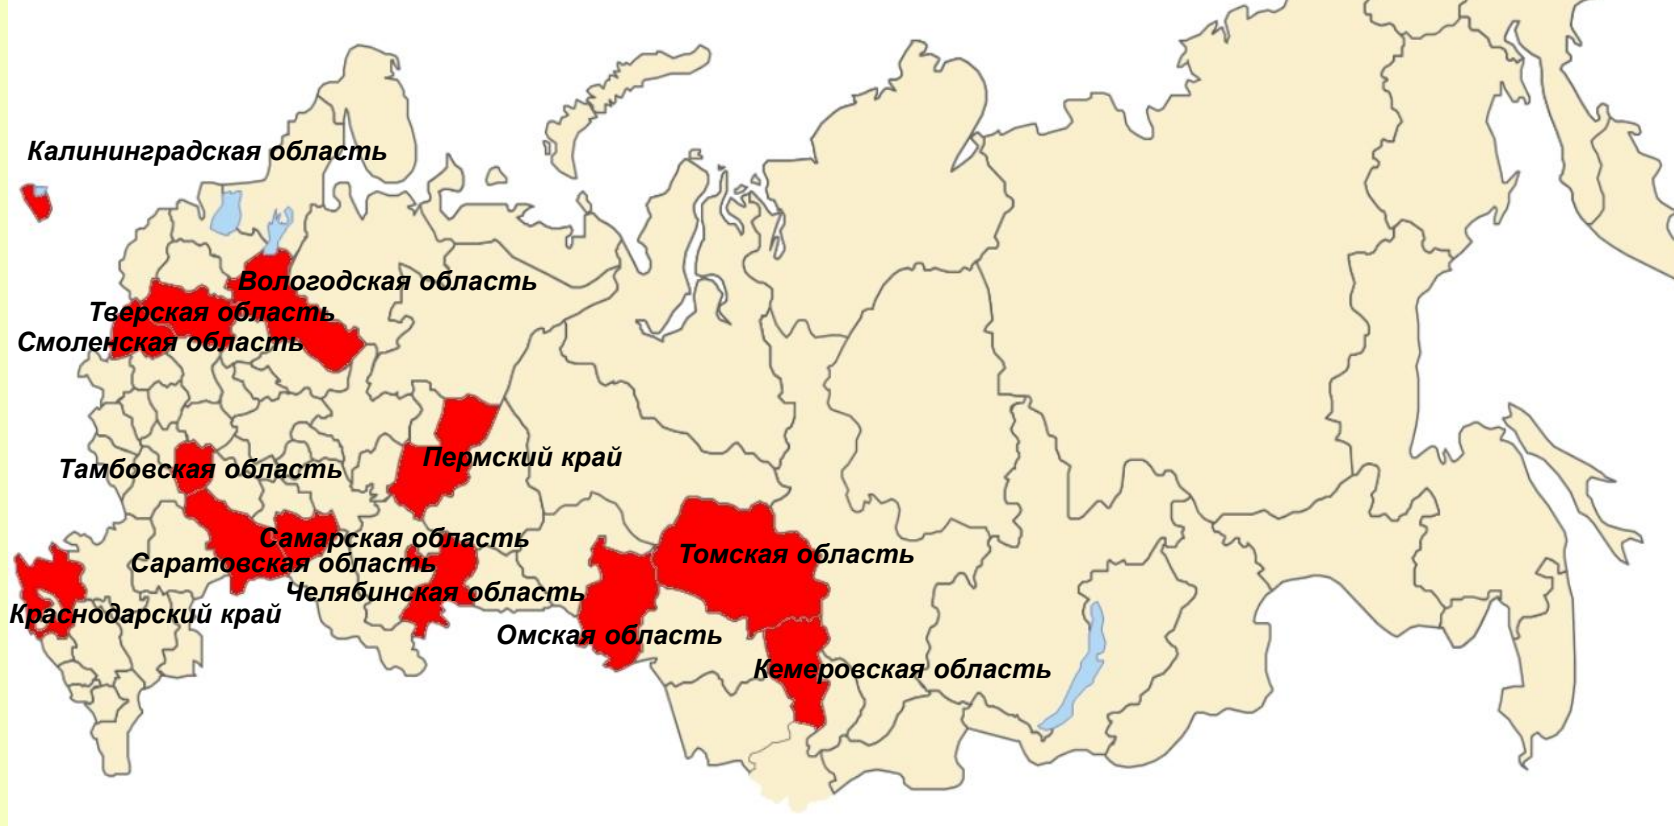 Калининградская область
Вологодская область
Тверская область
Смоленская область
Пермский край
Тамбовская область
Самарская область
Томская область
Саратовская область
Челябинская область
Краснодарский край
Омская область
Кемеровская область